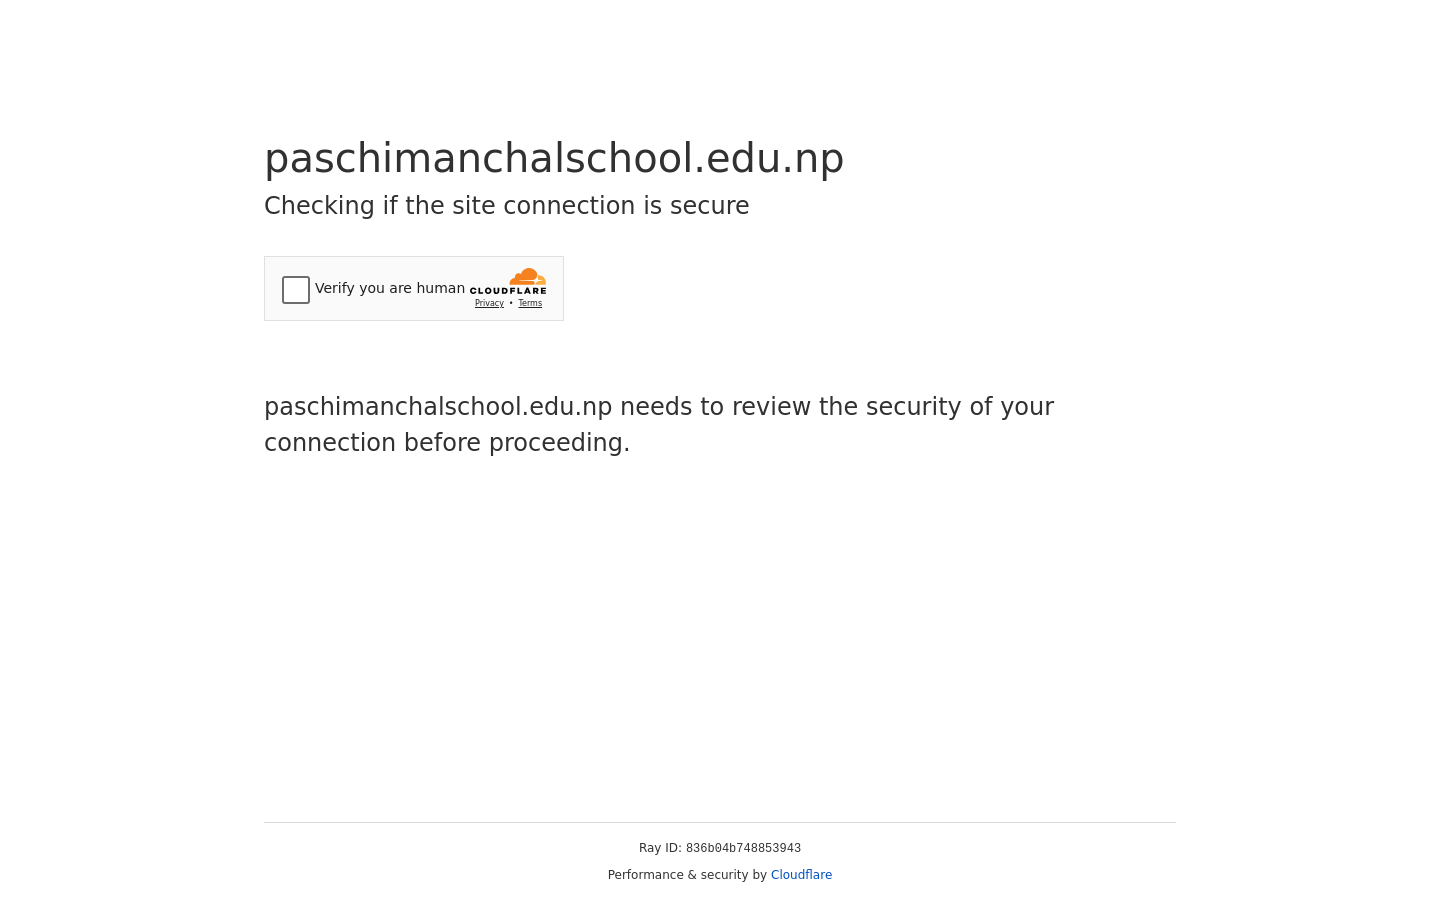 paschimanchalschool.edu.np
Checking if the site connection is secure
Verify you are human
CLOUDFLARE
Privacy • Terms
paschimanchalschool.edu.np needs to review the security of your
connection before proceeding.
Ray ID: 836b04b748853943
Performance & security by Cloudflare